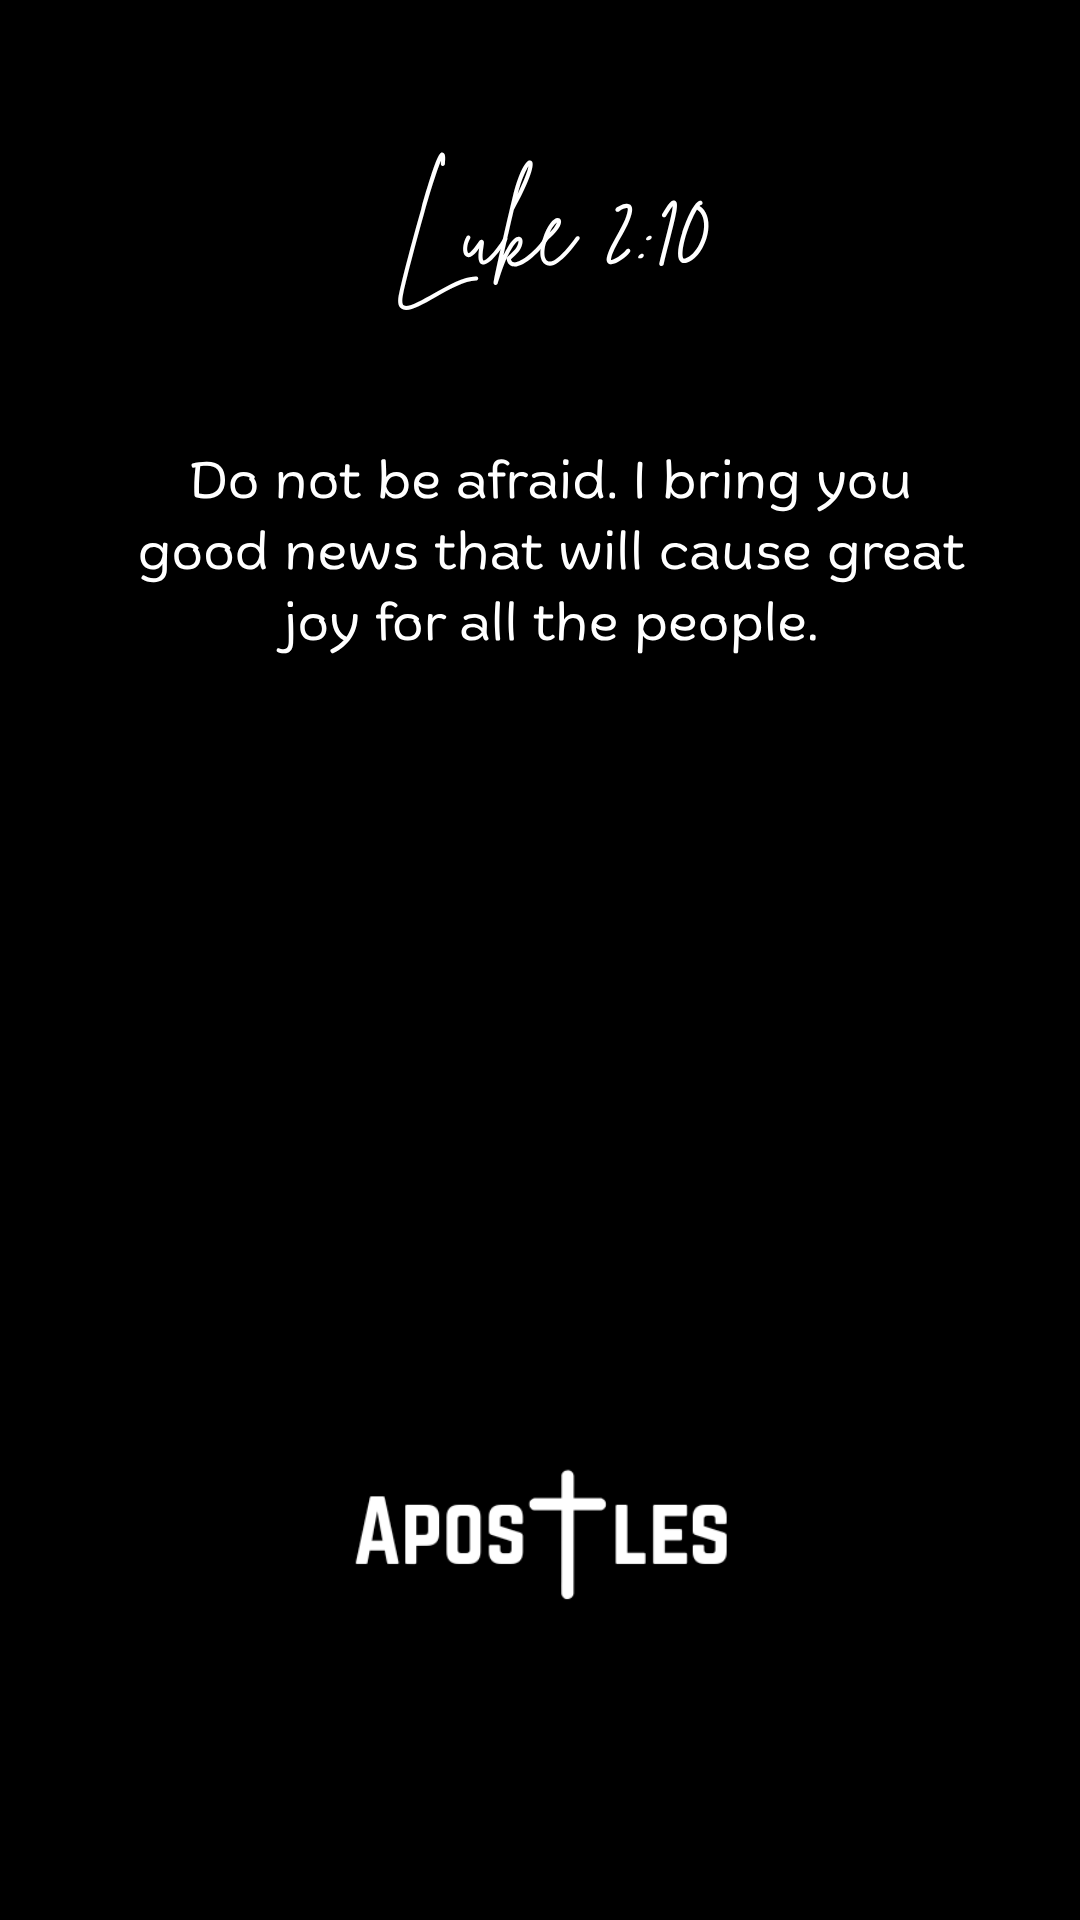 Luke 2:10
Do not be afraid. I bring you
good news that will cause great
joy for all the people.
APOSTLES